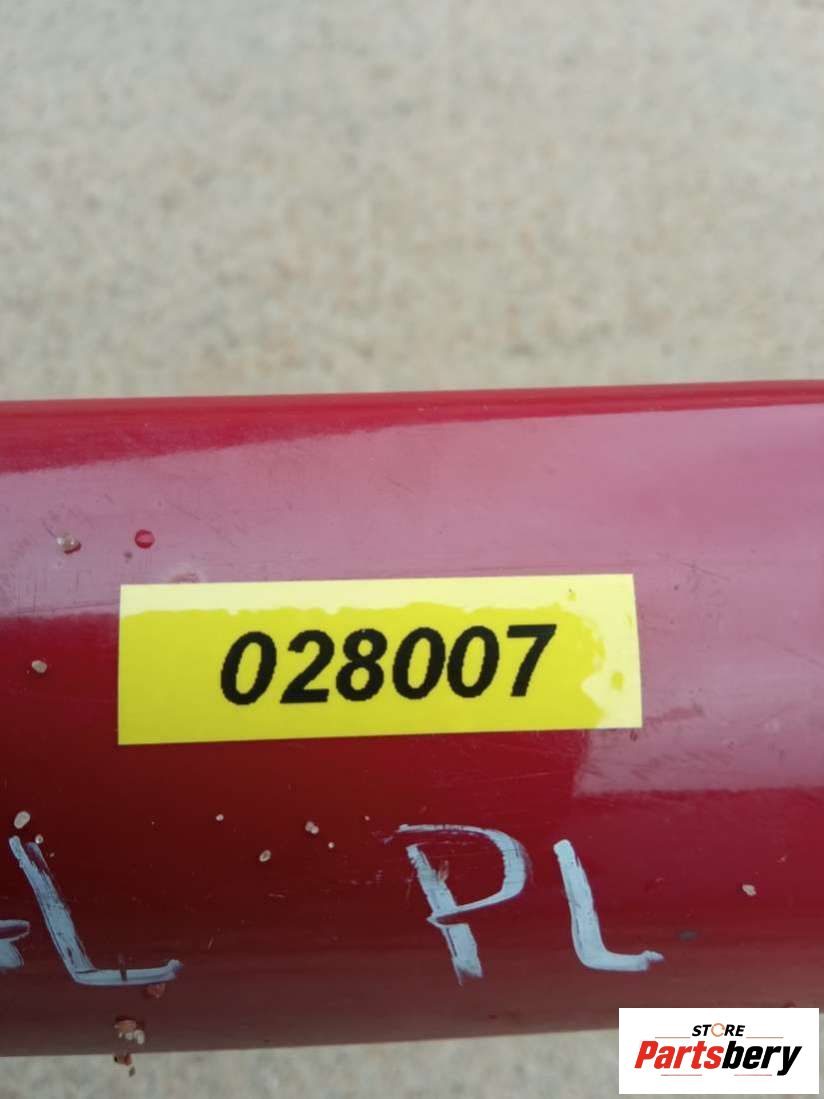 028007
L PL
STORE
Partsbery